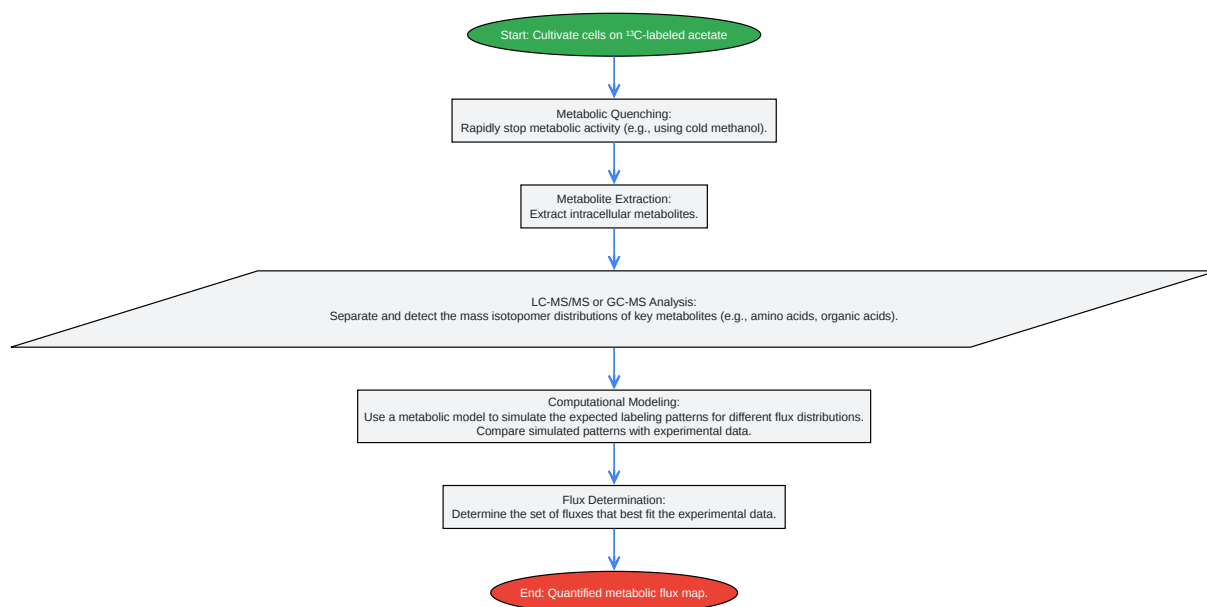 Start: Cultivate cells on ¹³C-labeled acetate
Metabolic Quenching:
Rapidly stop metabolic activity (e.g., using cold methanol).
Metabolite Extraction:
Extract intracellular metabolites.
LC-MS/MS or GC-MS Analysis:
Separate and detect the mass isotopomer distributions of key metabolites (e.g., amino acids, organic acids).
Computational Modeling:
Use a metabolic model to simulate the expected labeling patterns for different flux distributions.
Compare simulated patterns with experimental data.
Flux Determination:
Determine the set of fluxes that best fit the experimental data.
End: Quantified metabolic flux map.